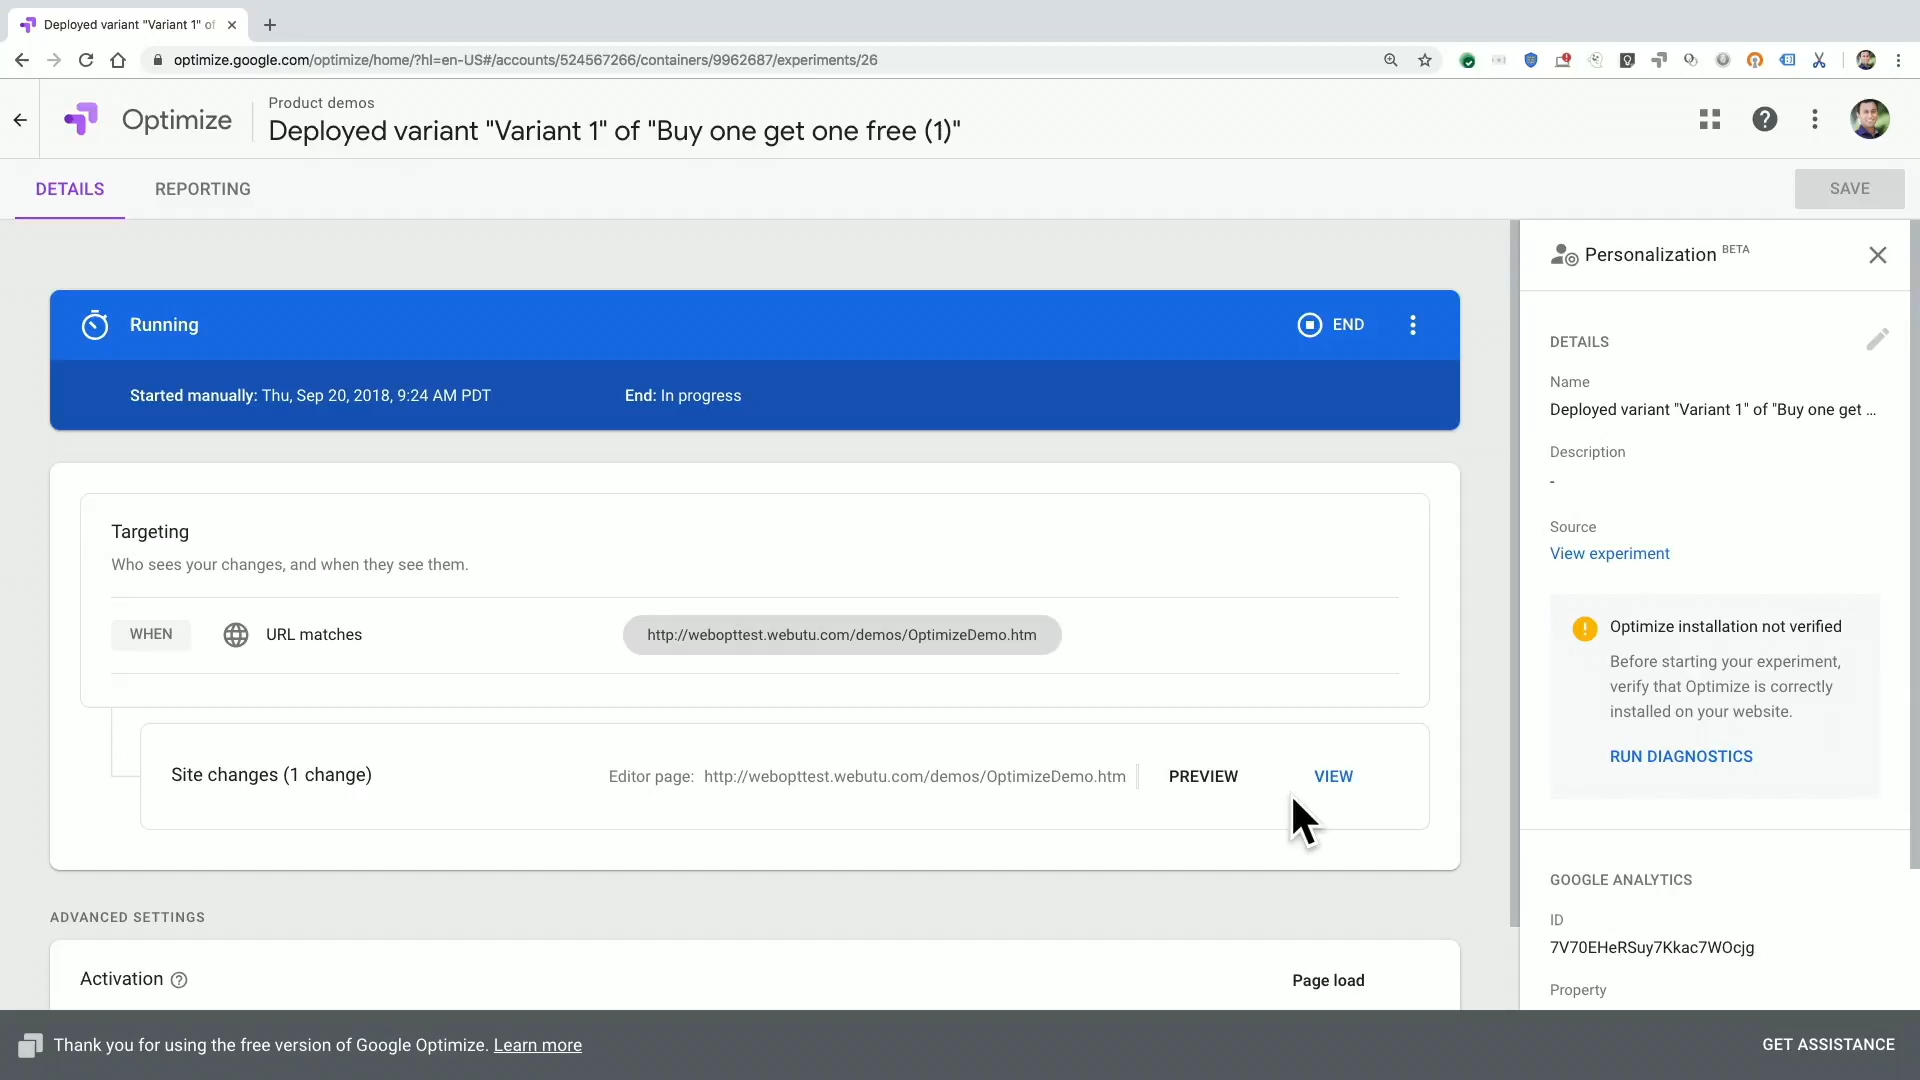 Deployed variant "Variant 1" of
optimize.google.com/optimize/home/?hl=en-US#/accounts/524567266/containers/9962687/experiments/26
Optimize
Product demos
Deployed variant "Variant 1" of "Buy one get one free (1)"
DETAILS
REPORTING
SAVE
Running
END
Started manually: Thu, Sep 20, 2018, 9:24 AM PDT
End: In progress
Targeting
Who sees your changes, and when they see them.
WHEN
URL matches
http://webopttest.webutu.com/demos/OptimizeDemo.htm
Site changes (1 change)
Editor page: http://webopttest.webutu.com/demos/OptimizeDemo.htm
PREVIEW
VIEW
ADVANCED SETTINGS
Activation
Page load
Personalization BETA
DETAILS
Name
Deployed variant "Variant 1" of "Buy one get ...
Description
-
Source
View experiment
Optimize installation not verified
Before starting your experiment,
verify that Optimize is correctly
installed on your website.
RUN DIAGNOSTICS
GOOGLE ANALYTICS
ID
7V70EHeRSuy7Kkac7WOcjg
Property
Thank you for using the free version of Google Optimize. Learn more
GET ASSISTANCE